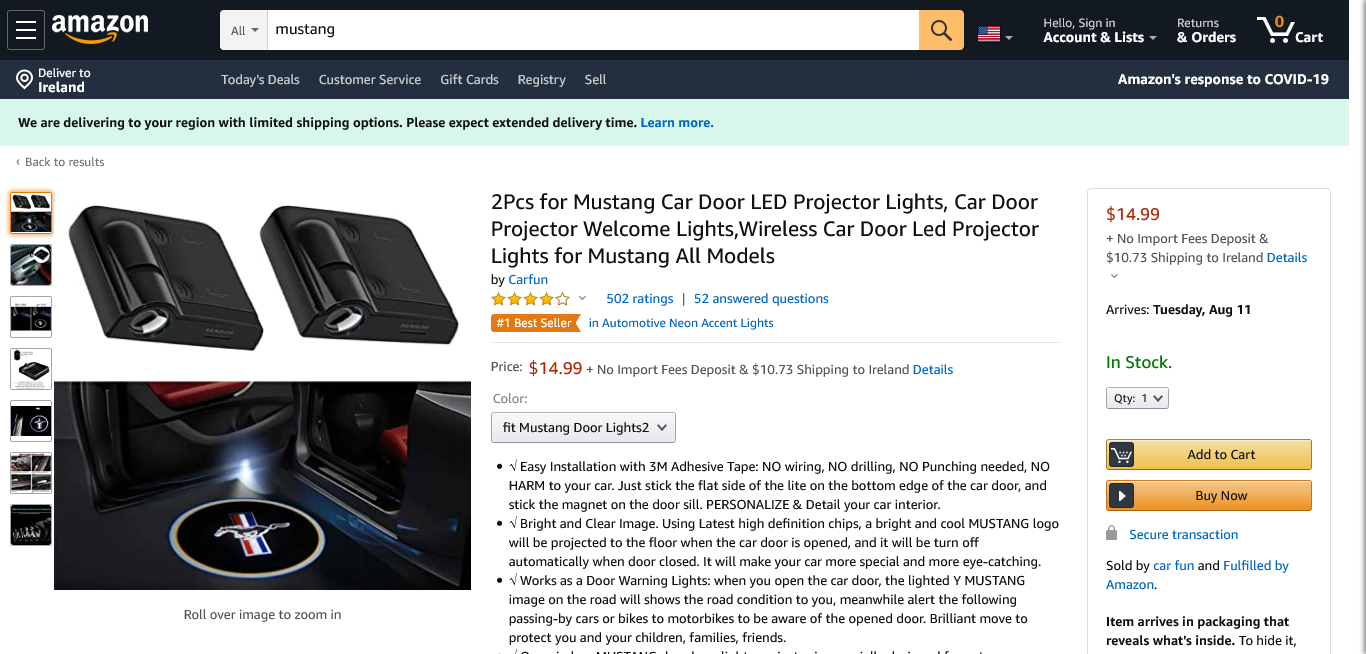 amazon
All
mustang
Hello, Sign in
Account & Lists
Returns
& Orders
0
Cart
Deliver to
Ireland
Today's Deals
Customer Service
Gift Cards
Registry
Sell
Amazon's response to COVID-19
We are delivering to your region with limited shipping options. Please expect extended delivery time. Learn more.
‹ Back to results
2Pcs for Mustang Car Door LED Projector Lights, Car Door
Projector Welcome Lights,Wireless Car Door Led Projector
Lights for Mustang All Models
by Carfun
502 ratings | 52 answered questions
#1 Best Seller in Automotive Neon Accent Lights
Price: $14.99 + No Import Fees Deposit & $10.73 Shipping to Ireland Details
Color:
fit Mustang Door Lights2
• √ Easy Installation with 3M Adhesive Tape: NO wiring, NO drilling, NO Punching needed, NO
HARM to your car. Just stick the flat side of the lite on the bottom edge of the car door, and
stick the magnet on the door sill. PERSONALIZE & Detail your car interior.
• √ Bright and Clear Image. Using Latest high definition chips, a bright and cool MUSTANG logo
will be projected to the floor when the car door is opened, and it will be turn off
automatically when door closed. It will make your car more special and more eye-catching.
• √ Works as a Door Warning Lights: when you open the car door, the lighted Y MUSTANG
image on the road will shows the road condition to you, meanwhile alert the following
passing-by cars or bikes to motorbikes to be aware of the opened door. Brilliant move to
protect you and your children, families, friends.
Roll over image to zoom in
$14.99
+ No Import Fees Deposit &
$10.73 Shipping to Ireland Details
Arrives: Tuesday, Aug 11
In Stock.
Qty: 1
Add to Cart
Buy Now
Secure transaction
Sold by car fun and Fulfilled by
Amazon.
Item arrives in packaging that
reveals what's inside. To hide it,